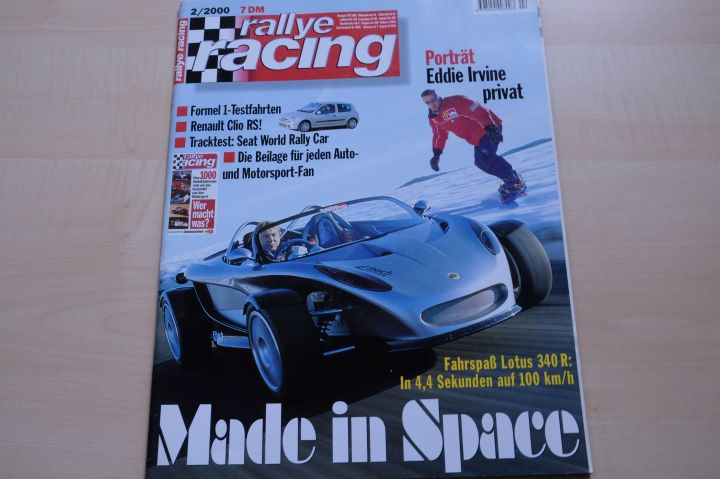 2/2000 7 DM
rallye racing
rallye
racing
Porträt
Eddie Irvine
privat
Formel 1-Testfahrten
Renault Clio RS!
Tracktest: Seat World Rally Car
Die Beilage für jeden Auto-
und Motorsport-Fan
rallye
racing
1000
Wer
macht
was?
Fahrspaß Lotus 340 R:
In 4,4 Sekunden auf 100 km/h
Made in Space